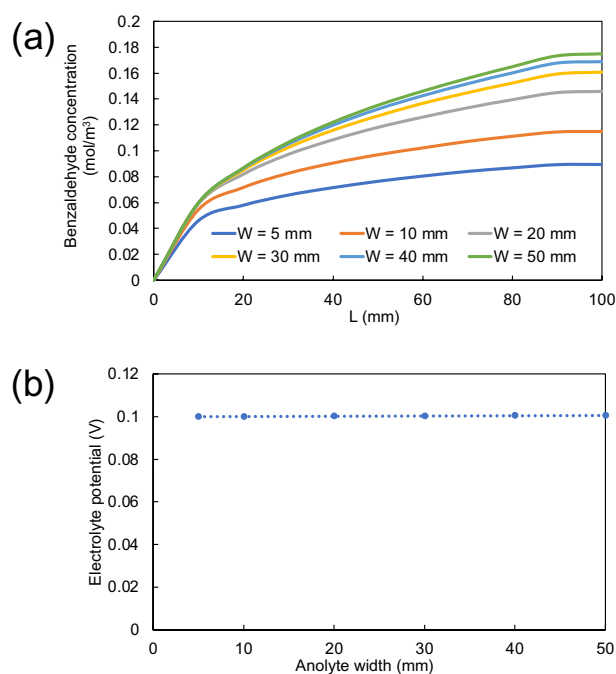 (a)
Benzaldehyde concentration
(mol/m³)
0.2
0.18
0.16
0.14
0.12
0.1
0.08
0.06
0.04
0.02
0
W = 5 mm
W = 10 mm
W = 20 mm
W = 30 mm
W = 40 mm
W = 50 mm
0
20
40
60
80
100
L (mm)
(b)
Electrolyte potential (V)
0.12
0.1
0.08
0.06
0.04
0.02
0
0
10
20
30
40
50
Anolyte width (mm)